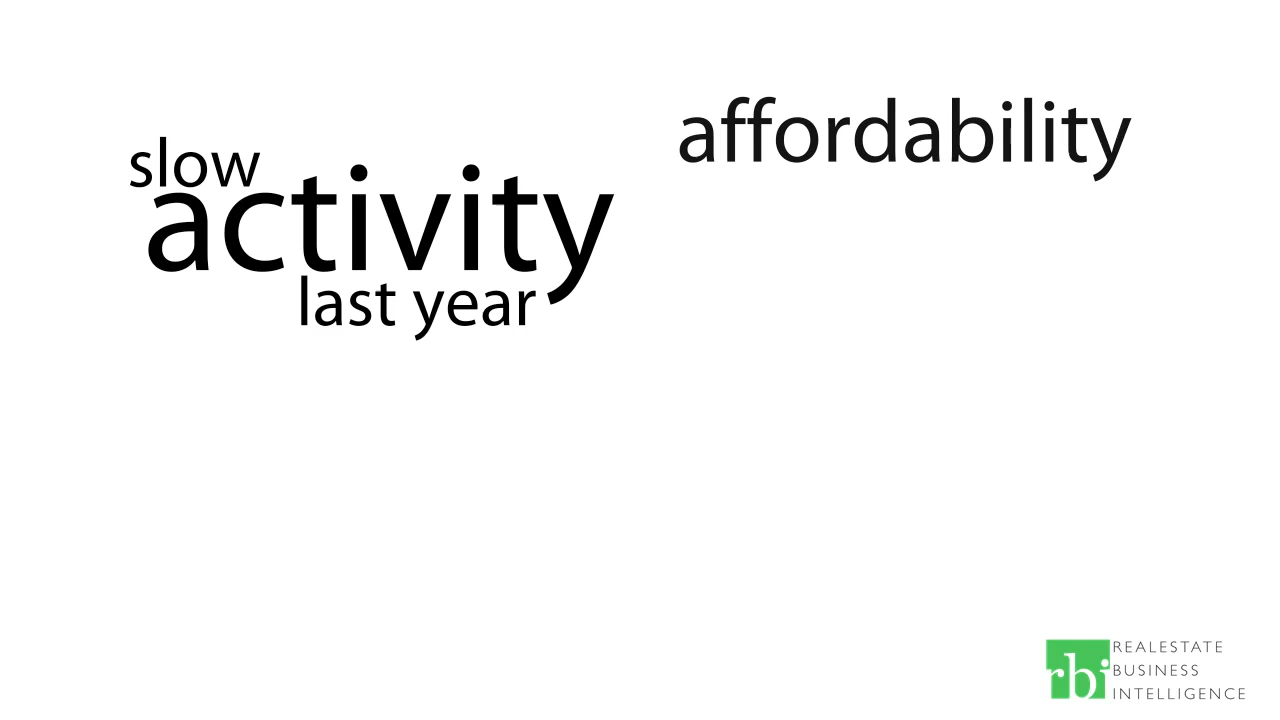 slow
activity
last year
affordability
rbi
REALESTATE
BUSINESS
INTELLIGENCE